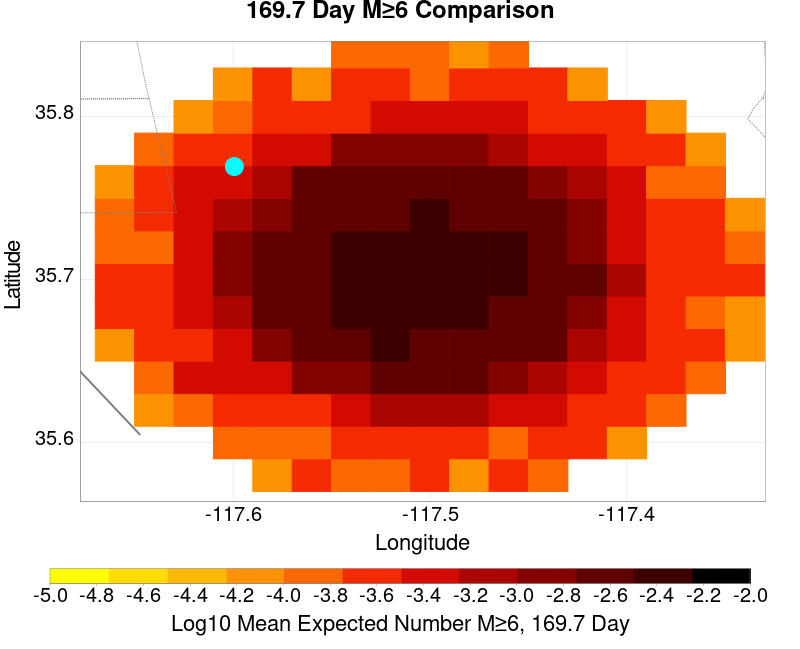 169.7 Day M≥6 Comparison
35.8
35.7
35.6
Latitude
-117.6 -117.5 -117.4
Longitude
-5.0 -4.8 -4.6 -4.4 -4.2 -4.0 -3.8 -3.6 -3.4 -3.2 -3.0 -2.8 -2.6 -2.4 -2.2 -2.0
Log10 Mean Expected Number M≥6, 169.7 Day